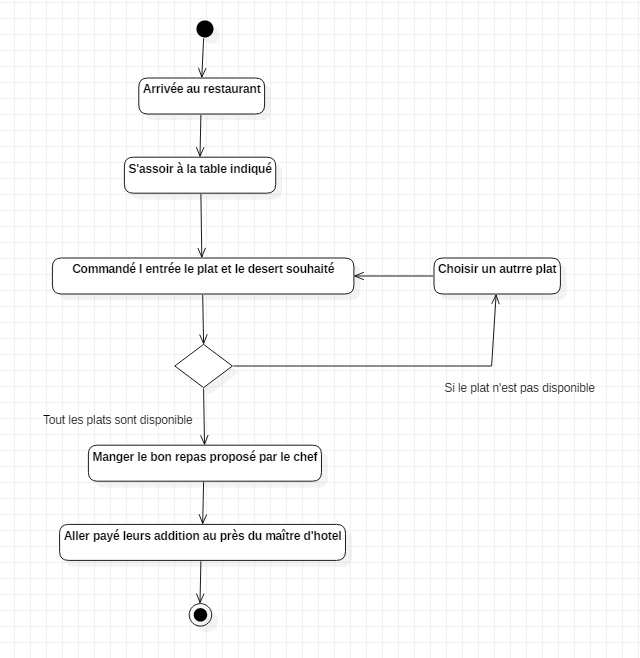 Arrivée au restaurant
S'assoir à la table indiqué
Commandé l entrée le plat et le desert souhaité
Choisir un autrre plat
Si le plat n'est pas disponible
Tout les plats sont disponible
Manger le bon repas proposé par le chef
Aller payé leurs addition au près du maître d'hotel